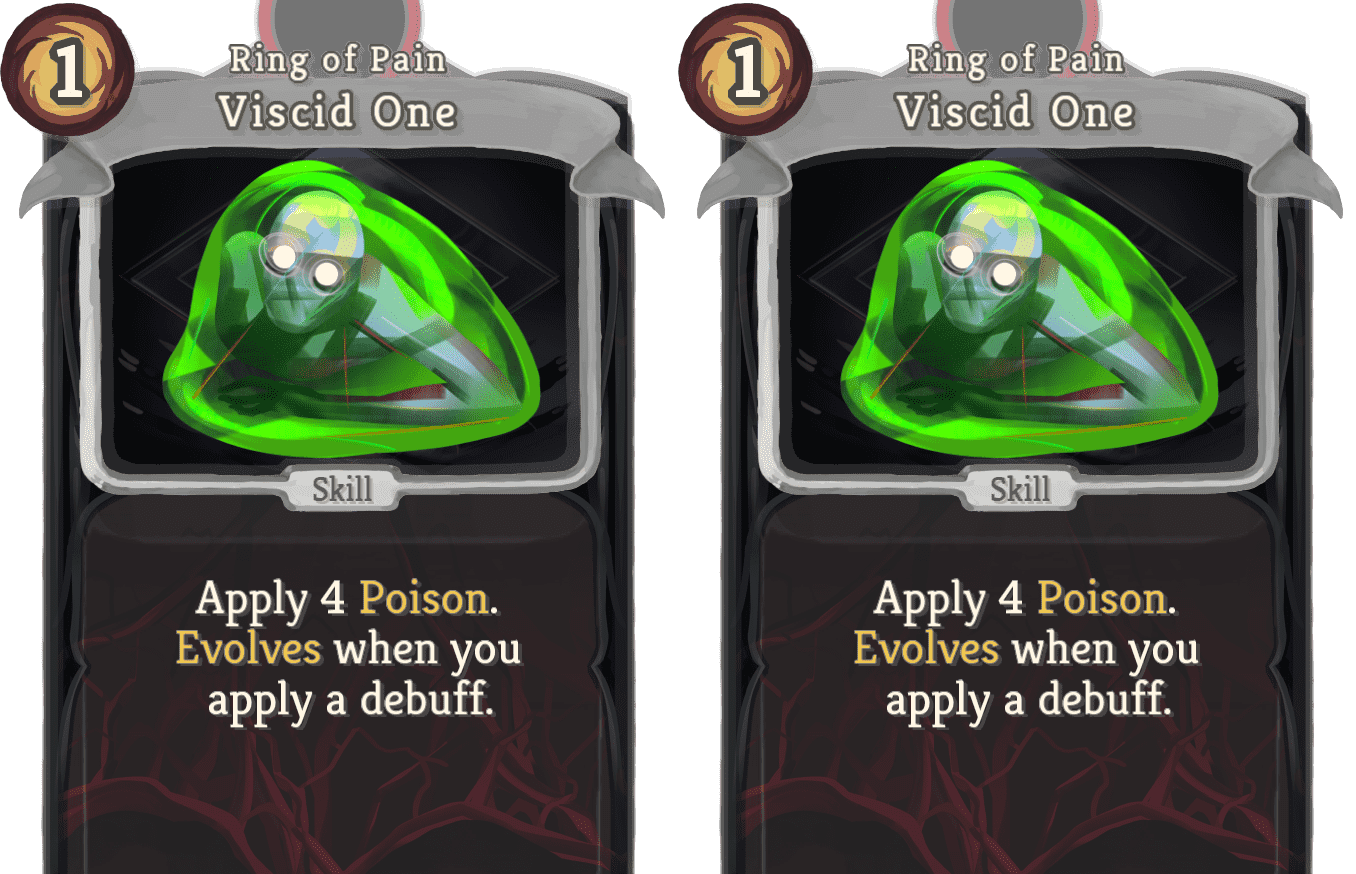 1
Ring of Pain
Viscid One
Skill
Apply 4 Poison.
Evolves when you
apply a debuff.
1
Ring of Pain
Viscid One
Skill
Apply 4 Poison.
Evolves when you
apply a debuff.